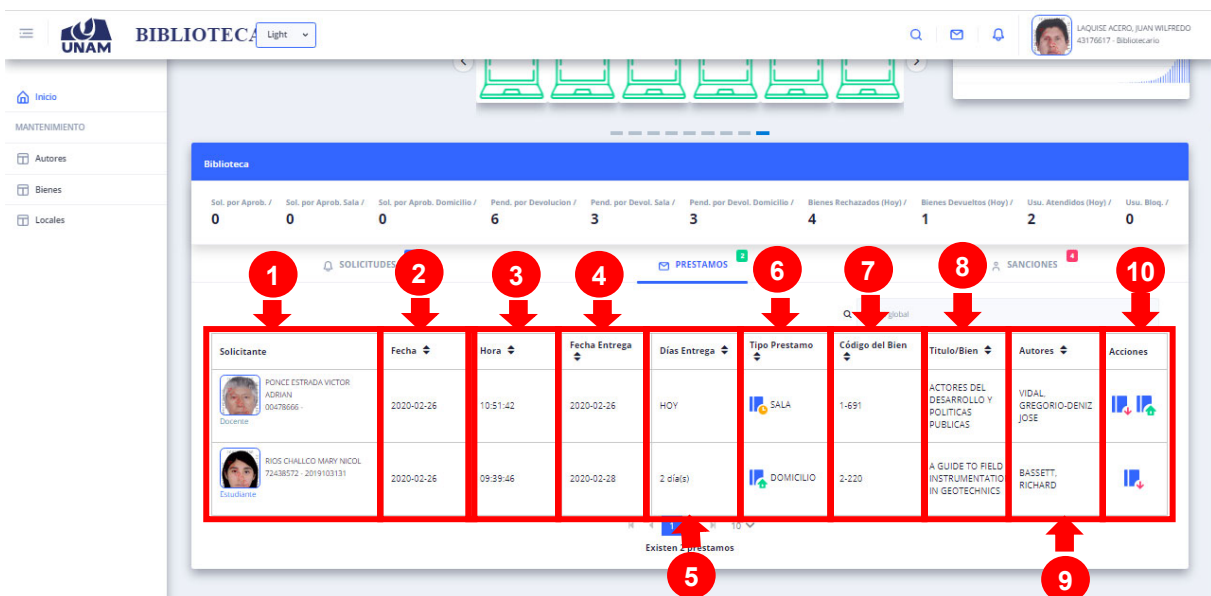 UNAM
BIBLIOTECA
Light
LAQUISE ACERO, JUAN WILFREDO
43176617 - Bibliotecario
Inicio
MANTENIMIENTO
Autores
Bienes
Locales
Biblioteca
Sol. por Aprob. / Sol. por Aprob. Sala / Sol. por Aprob. Domicilio / Pend. por Devolucion / Pend. por Devol. Sala / Pend. por Devol. Domicilio / Bienes Rechazados (Hoy) / Bienes Devueltos (Hoy) / Usu. Atendidos (Hoy) / Usu. Bloq. /
0 0 0 6 3 3 4 1 2 0
SOLICITUDES PRESTAMOS 2 SANCIONES 4
1 2 3 4 6 7 8 10
global
Solicitante Fecha Hora Fecha Entrega Días Entrega Tipo Prestamo Código del Bien Titulo/Bien Autores Acciones
PONCE ESTRADA VICTOR
ADRIAN
00478666 -
Docente
2020-02-26 10:51:42 2020-02-26 HOY SALA 1-691
ACTORES DEL
DESARROLLO Y
POLITICAS
PUBLICAS
VIDAL,
GREGORIO-DENIZ
JOSE
RIOS CHALLCO MARY NICOL
72438572 - 2019103131
Estudiante
2020-02-26 09:39:46 2020-02-28 2 día(s) DOMICILIO 2-220
A GUIDE TO FIELD
INSTRUMENTATIO
IN GEOTECHNICS
BASSETT,
RICHARD
1 10
Existen 2 prestamos
5 9